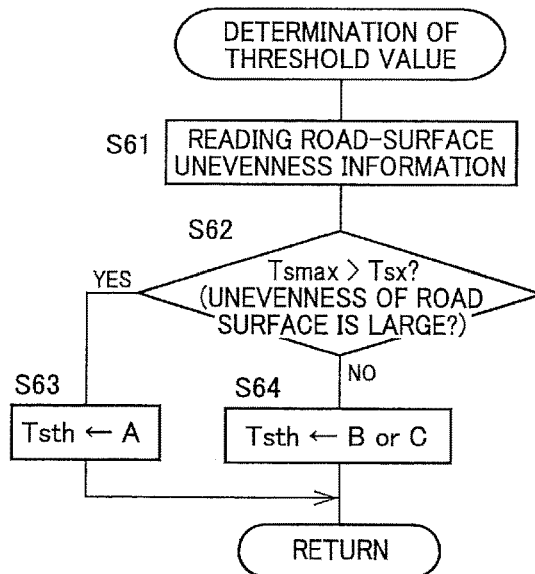 DETERMINATION OF
THRESHOLD VALUE
S61
READING ROAD-SURFACE
UNEVENNESS INFORMATION
S62
Tsmax > Tsx?
(UNEVENNESS OF ROAD
SURFACE IS LARGE?)
YES
NO
S63
Tsth ← A
S64
Tsth ← B or C
RETURN